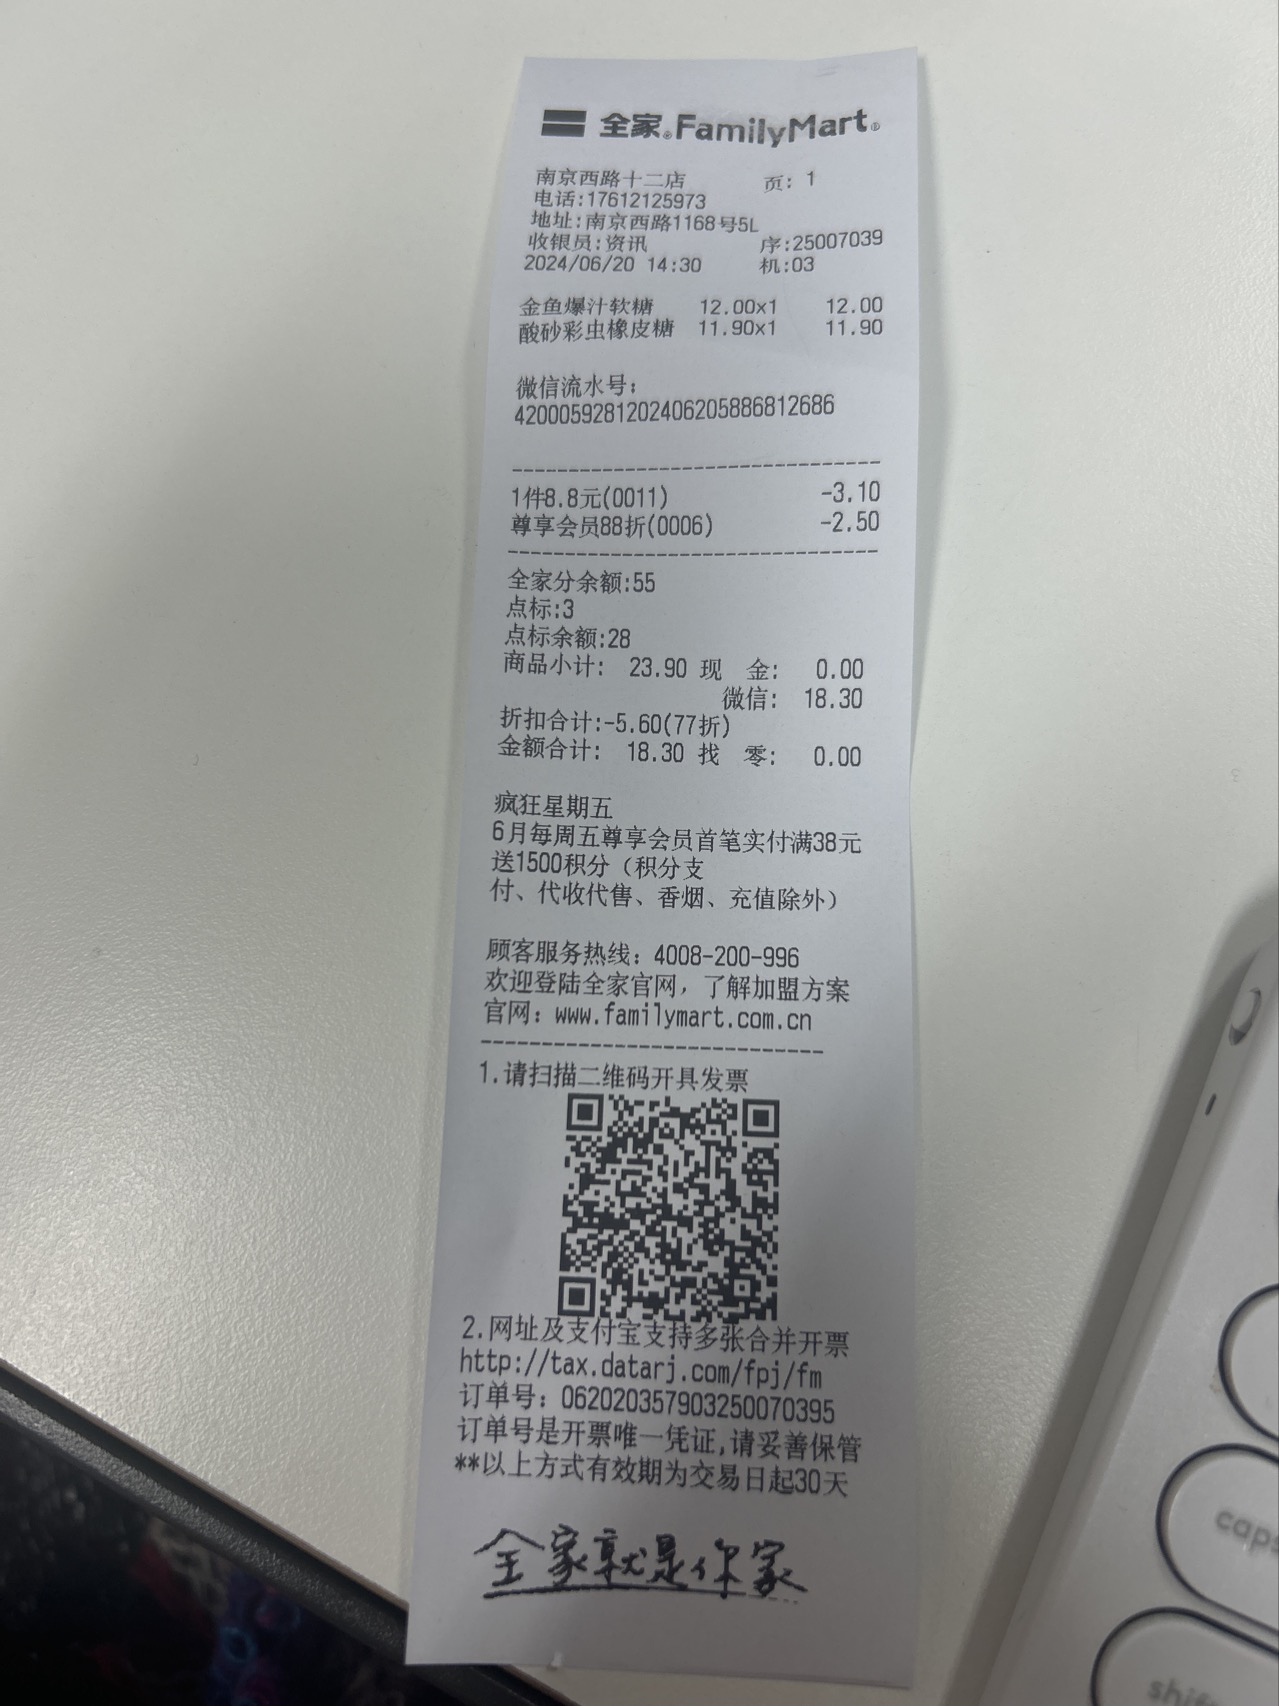 全家 FamilyMart
南京西路十二店 页: 1
电话:17612125973
地址:南京西路1168号5L
收银员:资讯 序:25007039
2024/06/20 14:30 机:03
金鱼爆汁软糖 12.00x1 12.00
酸砂彩虫橡皮糖 11.90x1 11.90
微信流水号:
4200059281202406205886812686
1件8.8元(0011) -3.10
尊享会员88折(0006) -2.50
全家分余额:55
点标:3
点标余额:28
商品小计: 23.90 现 金: 0.00
微信: 18.30
折扣合计:-5.60(77折)
金额合计: 18.30 找 零: 0.00
疯狂星期五
6月每周五尊享会员首笔实付满38元
送1500积分（积分支
付、代收代售、香烟、充值除外）
顾客服务热线: 4008-200-996
欢迎登陆全家官网，了解加盟方案
官网: www.familymart.com.cn
1.请扫描二维码开具发票
2.网址及支付宝支持多张合并开票
http://tax.datarj.com/fpj/fm
订单号: 062020357903250070395
订单号是开票唯一凭证,请妥善保管
**以上方式有效期为交易日起30天
全家就是你家
caps
shif